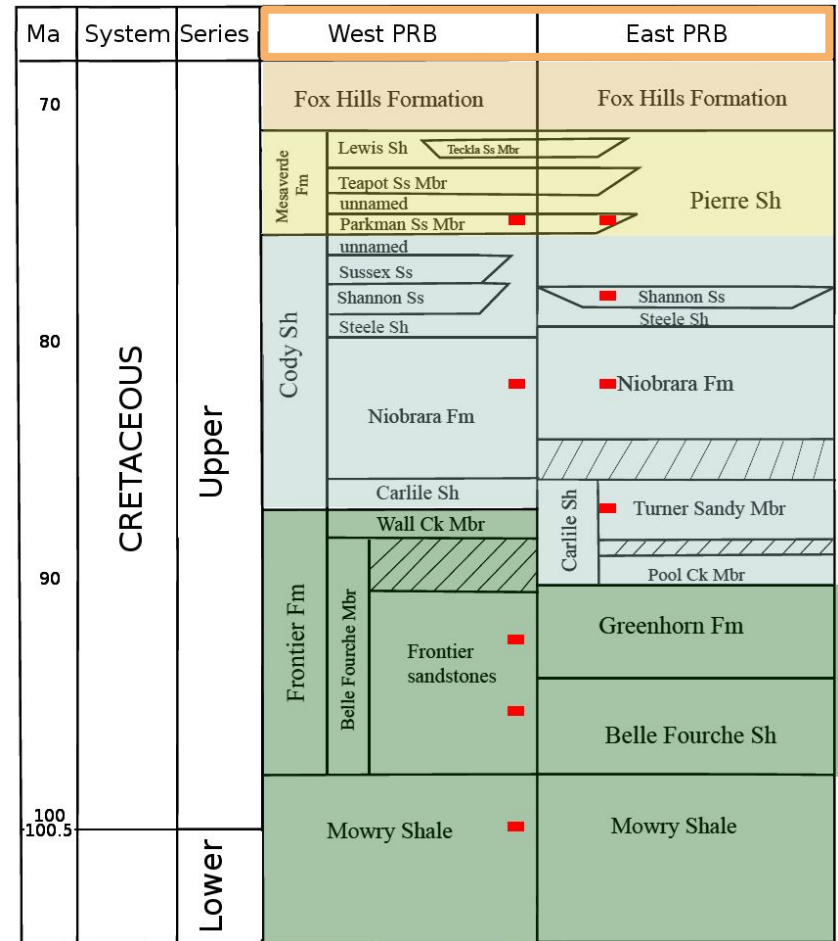 Ma System Series West PRB East PRB
70
80
90
100
100.5
CRETACEOUS
Upper
Lower
Fox Hills Formation
Mesaverde
Fm
Lewis Sh
Teckla Ss Mbr
Teapot Ss Mbr
unnamed
Parkman Ss Mbr
Cody Sh
unnamed
Sussex Ss
Shannon Ss
Steele Sh
Niobrara Fm
Carlile Sh
Frontier Fm
Wall Ck Mbr
Belle Fourche Mbr
Frontier
sandstones
Mowry Shale
Fox Hills Formation
Pierre Sh
Shannon Ss
Steele Sh
Niobrara Fm
Carlile Sh
Turner Sandy Mbr
Pool Ck Mbr
Greenhorn Fm
Belle Fourche Sh
Mowry Shale